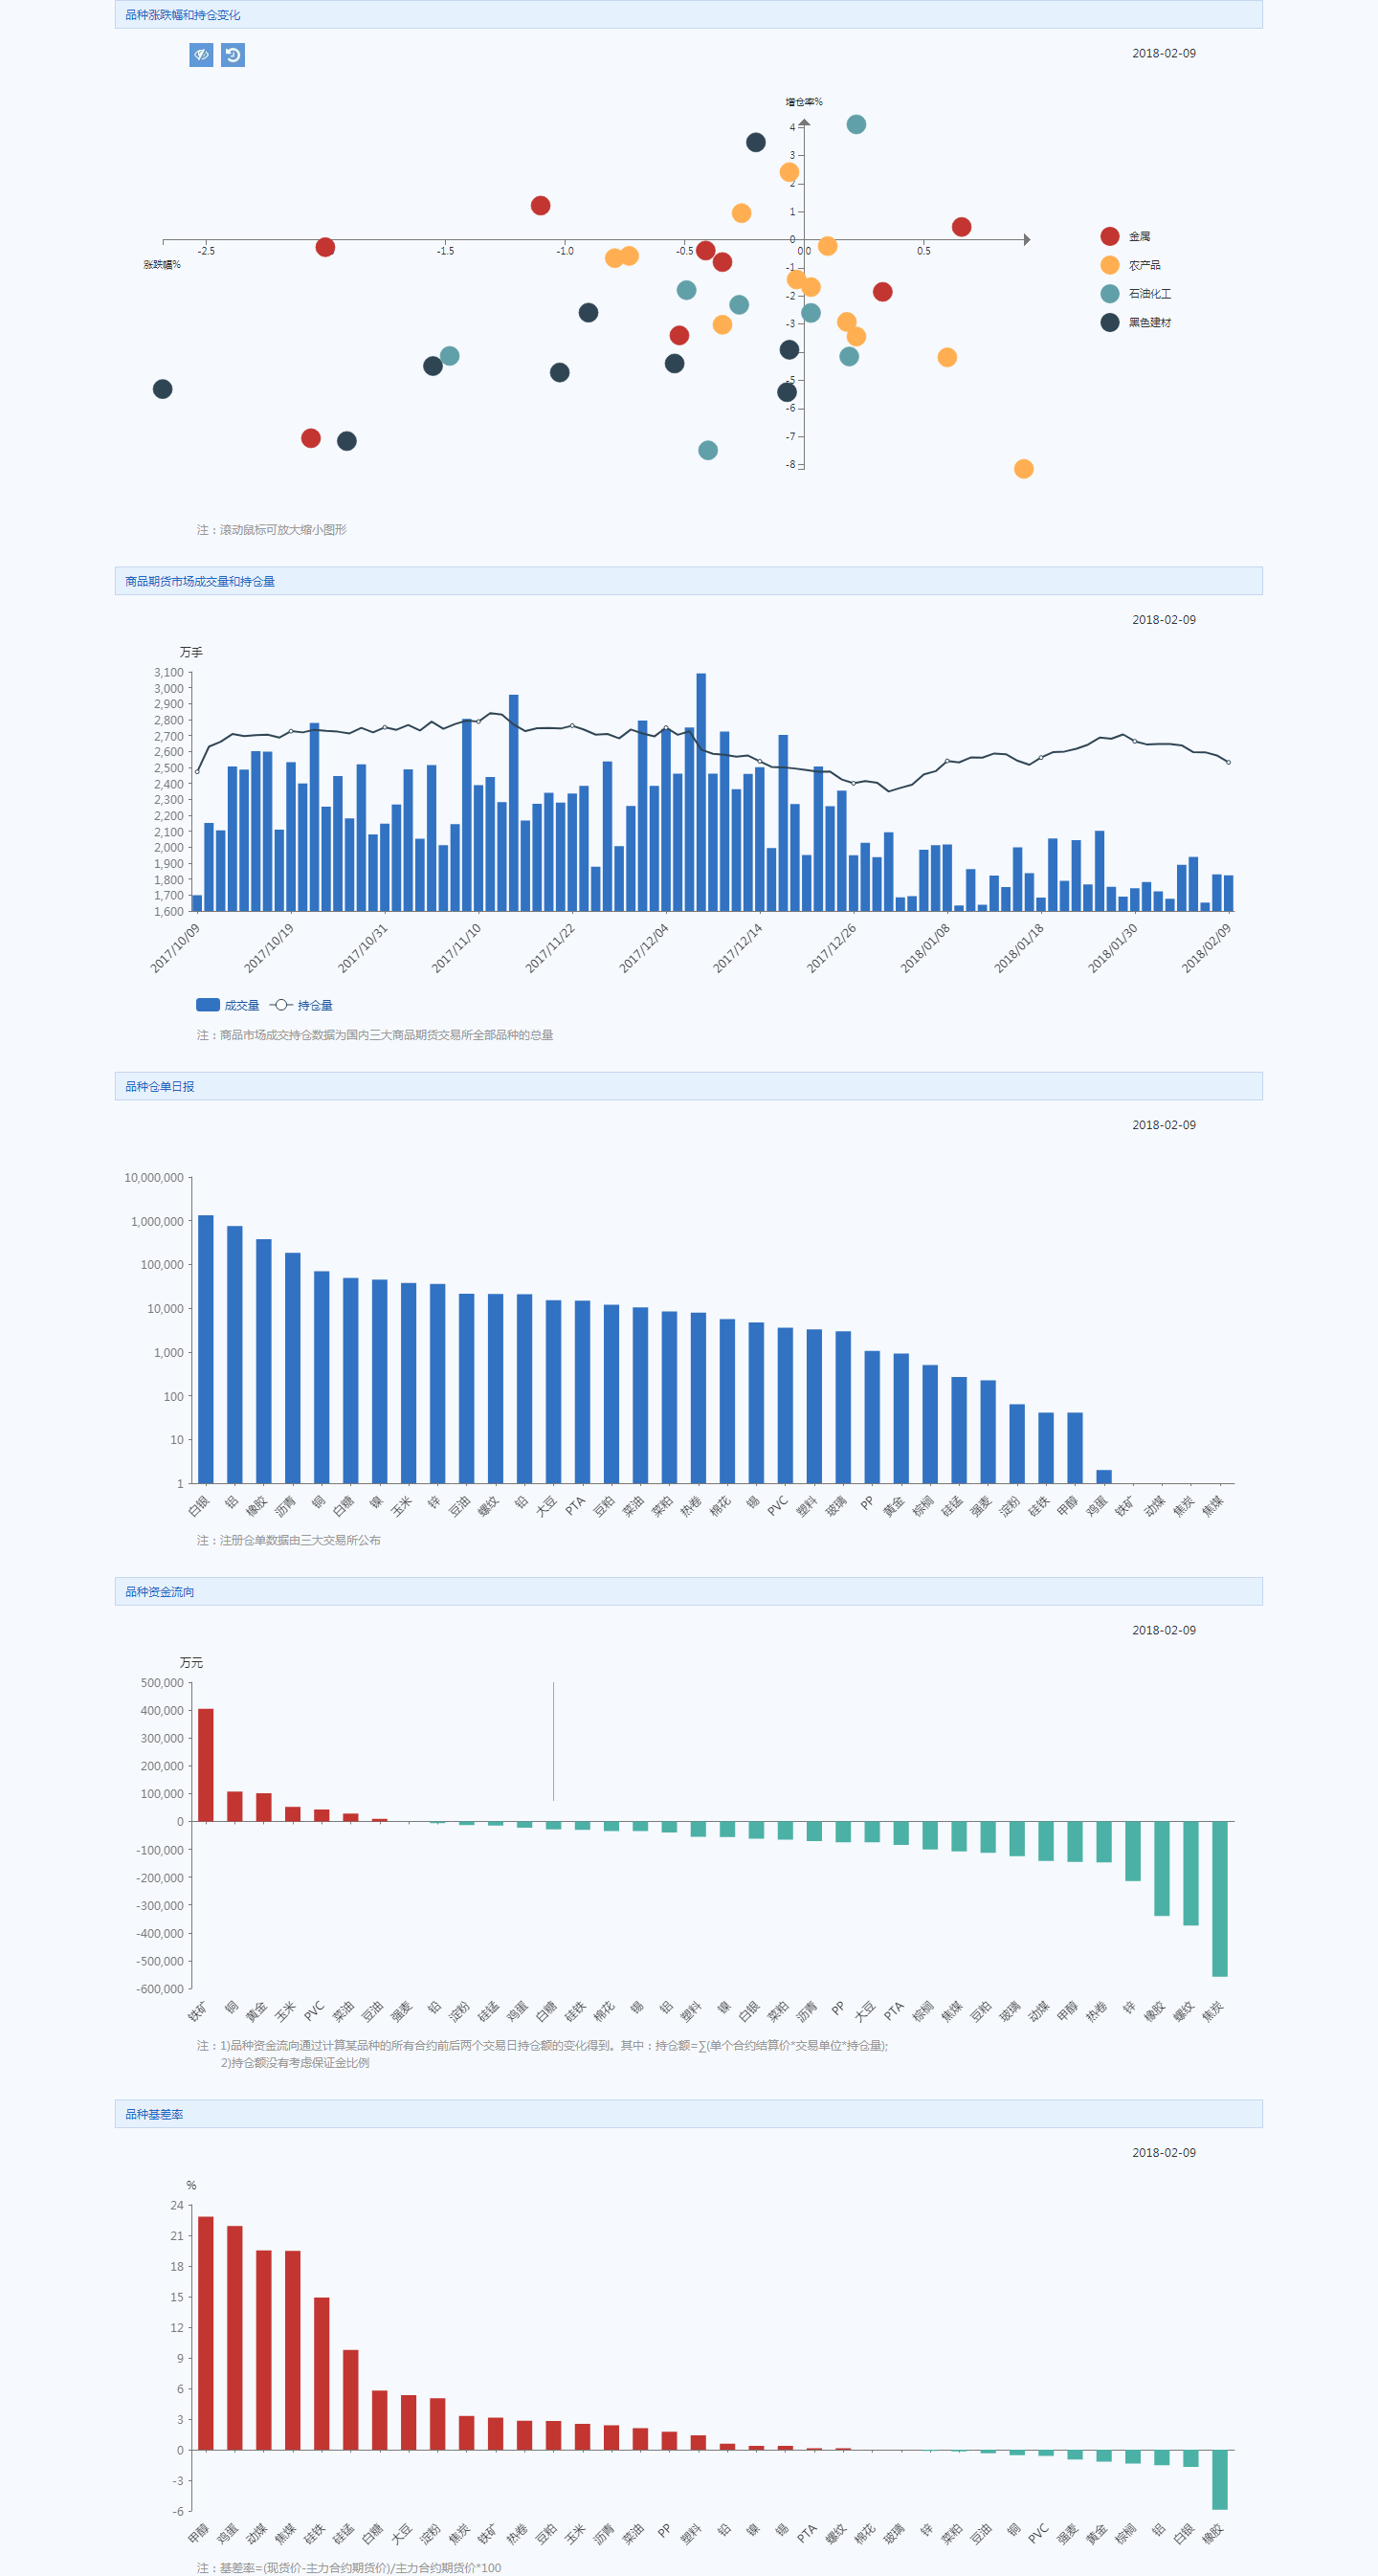 品种涨跌幅和持仓变化
2018-02-09
增仓率%
4
3
2
1
0
-2.5
-1.5
-1.0
-0.5
0.0
0.5
涨跌幅%
-1
-2
-3
-5
-6
-7
-8
金属
农产品
石油化工
黑色建材
注：滚动鼠标可放大缩小图形
商品期货市场成交量和持仓量
2018-02-09
万手
3,100
3,000
2,900
2,800
2,700
2,600
2,500
2,400
2,300
2,200
2,100
2,000
1,900
1,800
1,700
1,600
2017/10/09 2017/10/19 2017/10/31 2017/11/10 2017/11/22 2017/12/04 2017/12/14 2017/12/26 2018/01/08 2018/01/18 2018/01/30 2018/02/09
成交量 持仓量
注：商品市场成交持仓数据为国内三大商品期货交易所全部品种的总量
品种仓单日报
2018-02-09
10,000,000
1,000,000
100,000
10,000
1,000
100
10
1
白银 铝 橡胶 沥青 铜 白糖 镍 玉米 锌 豆油 螺纹 铅 大豆 PTA 豆粕 菜油 菜粕 热卷 棉花 锡 PVC 塑料 玻璃 PP 黄金 棕榈 硅锰 强麦 淀粉 硅铁 甲醇 鸡蛋 铁矿 动煤 焦炭 焦煤
注：注册仓单数据由三大交易所公布
品种资金流向
2018-02-09
万元
500,000
400,000
300,000
200,000
100,000
0
-100,000
-200,000
-300,000
-400,000
-500,000
-600,000
铁矿 铜 黄金 玉米 PVC 菜油 豆油 强麦 铅 淀粉 硅锰 鸡蛋 白糖 硅铁 棉花 锡 铝 塑料 镍 白银 菜粕 沥青 PP 大豆 PTA 棕榈 焦煤 豆粕 玻璃 动煤 甲醇 热卷 锌 橡胶 螺纹 焦炭
注：1)品种资金流向通过计算某品种的所有合约前后两个交易日持仓额的变化得到。其中：持仓额=∑(单个合约结算价*交易单位*持仓量);
2)持仓额没有考虑保证金比例
品种基差率
2018-02-09
%
24
21
18
15
12
9
6
3
0
-3
-6
甲醇 鸡蛋 动煤 焦煤 硅铁 硅锰 白糖 大豆 淀粉 焦炭 铁矿 热卷 豆粕 玉米 沥青 菜油 PP 塑料 铅 镍 锡 PTA 螺纹 棉花 玻璃 锌 菜粕 豆油 铜 PVC 强麦 黄金 棕榈 铝 白银 橡胶
注：基差率=(现货价-主力合约期货价)/主力合约期货价*100